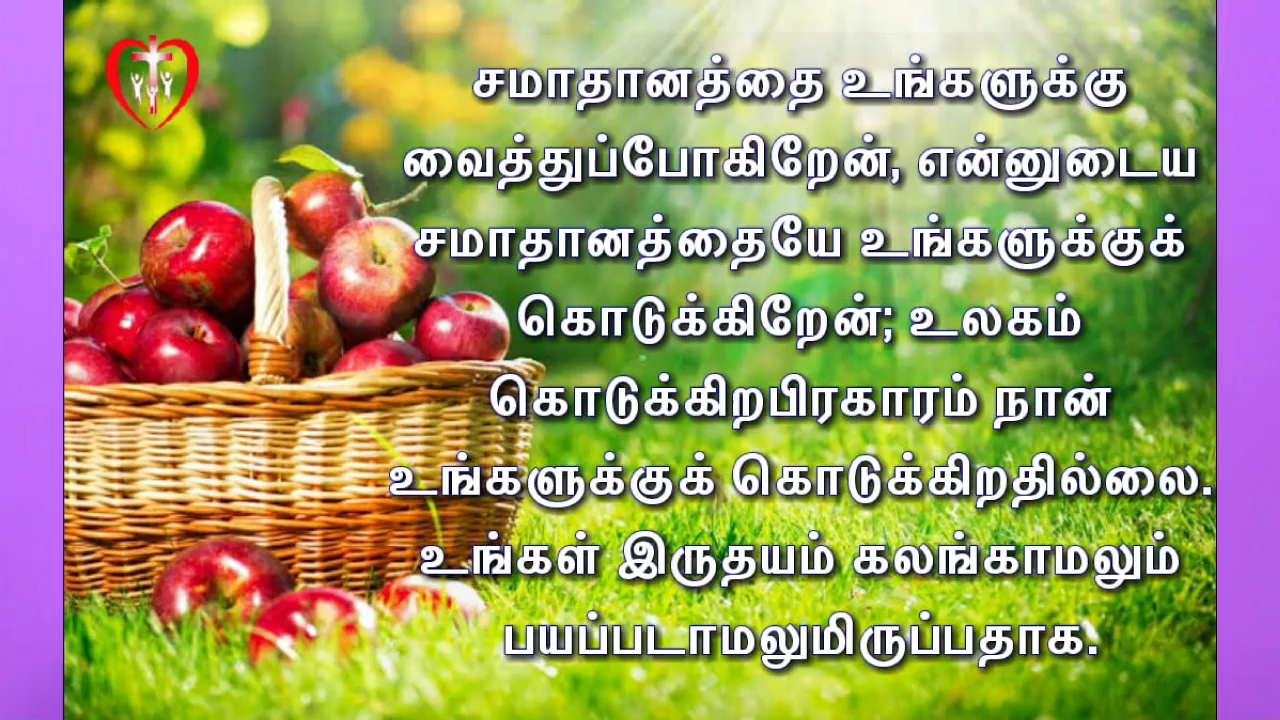 சமாதானத்தை உங்களுக்கு
வைத்துப்போகிறேன், என்னுடைய
சமாதானத்தையே உங்களுக்குக்
கொடுக்கிறேன்; உலகம்
கொடுக்கிறபிரகாரம் நான்
உங்களுக்குக் கொடுக்கிறதில்லை.
உங்கள் இருதயம் கலங்காமலும்
பயப்படாமலுமிருப்பதாக.